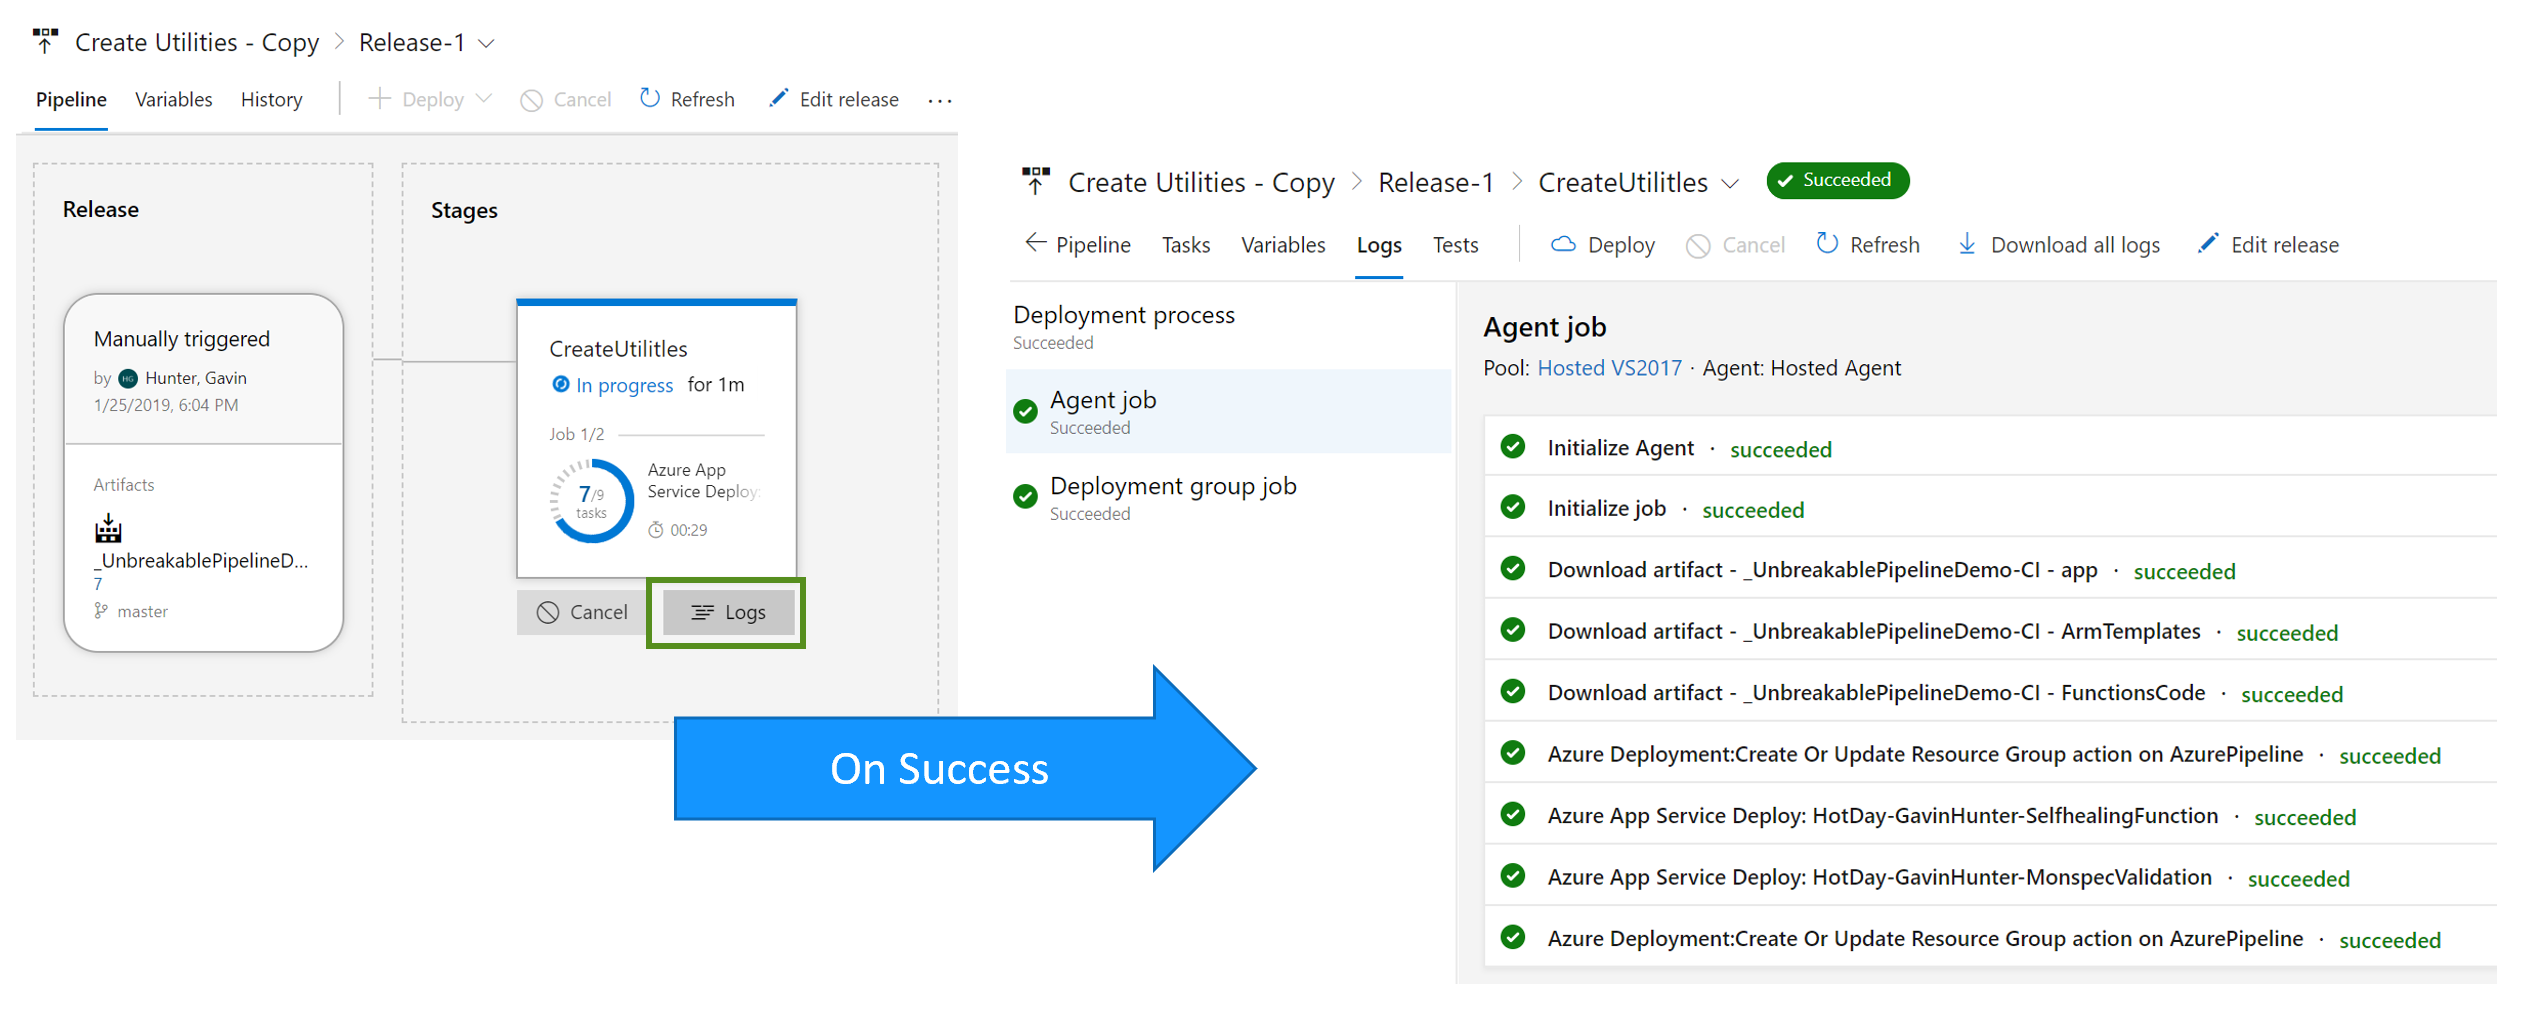 Create Utilities - Copy > Release-1
Pipeline Variables History Deploy Cancel Refresh Edit release ...
Release
Manually triggered
by HG Hunter, Gavin
1/25/2019, 6:04 PM
Artifacts
_UnbreakablePipelineD...
7
master
Stages
CreateUtilitles
In progress for 1m
Job 1/2
7/9
tasks
Azure App
Service Deploy:
00:29
Cancel
Logs
On Success
Create Utilities - Copy > Release-1 > CreateUtilitles Succeeded
Pipeline Tasks Variables Logs Tests Deploy Cancel Refresh Download all logs Edit release
Deployment process
Succeeded
Agent job
Succeeded
Deployment group job
Succeeded
Agent job
Pool: Hosted VS2017 · Agent: Hosted Agent
Initialize Agent · succeeded
Initialize job · succeeded
Download artifact - _UnbreakablePipelineDemo-CI - app · succeeded
Download artifact - _UnbreakablePipelineDemo-CI - ArmTemplates · succeeded
Download artifact - _UnbreakablePipelineDemo-CI - FunctionsCode · succeeded
Azure Deployment:Create Or Update Resource Group action on AzurePipeline · succeeded
Azure App Service Deploy: HotDay-GavinHunter-SelfhealingFunction · succeeded
Azure App Service Deploy: HotDay-GavinHunter-MonspecValidation · succeeded
Azure Deployment:Create Or Update Resource Group action on AzurePipeline · succeeded